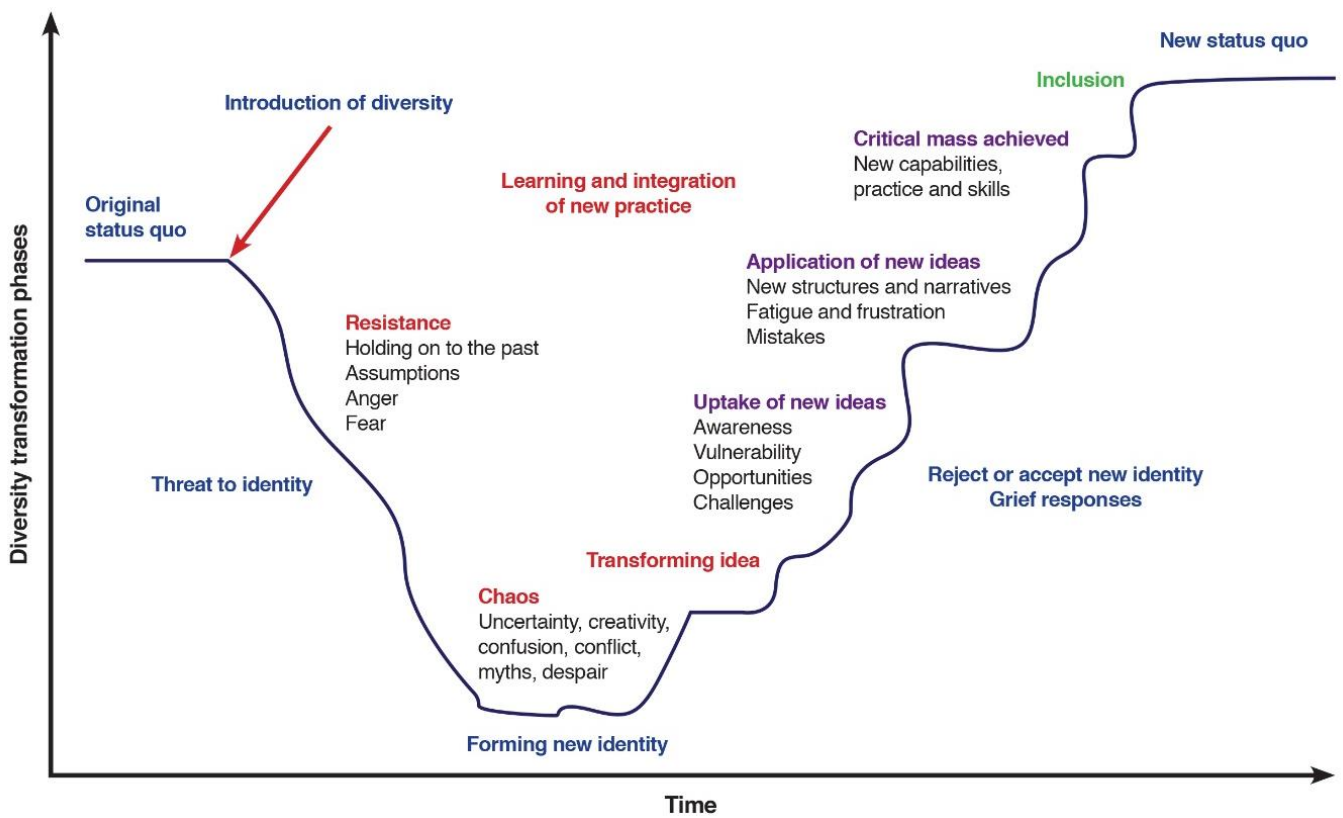 New status quo
Inclusion
Introduction of diversity
Critical mass achieved
New capabilities,
practice and skills
Learning and integration
of new practice
Original
status quo
Application of new ideas
New structures and narratives
Fatigue and frustration
Mistakes
Resistance
Holding on to the past
Assumptions
Anger
Fear
Uptake of new ideas
Awareness
Vulnerability
Opportunities
Challenges
Threat to identity
Reject or accept new identity
Grief responses
Transforming idea
Chaos
Uncertainty, creativity,
confusion, conflict,
myths, despair
Forming new identity
Diversity transformation phases
Time